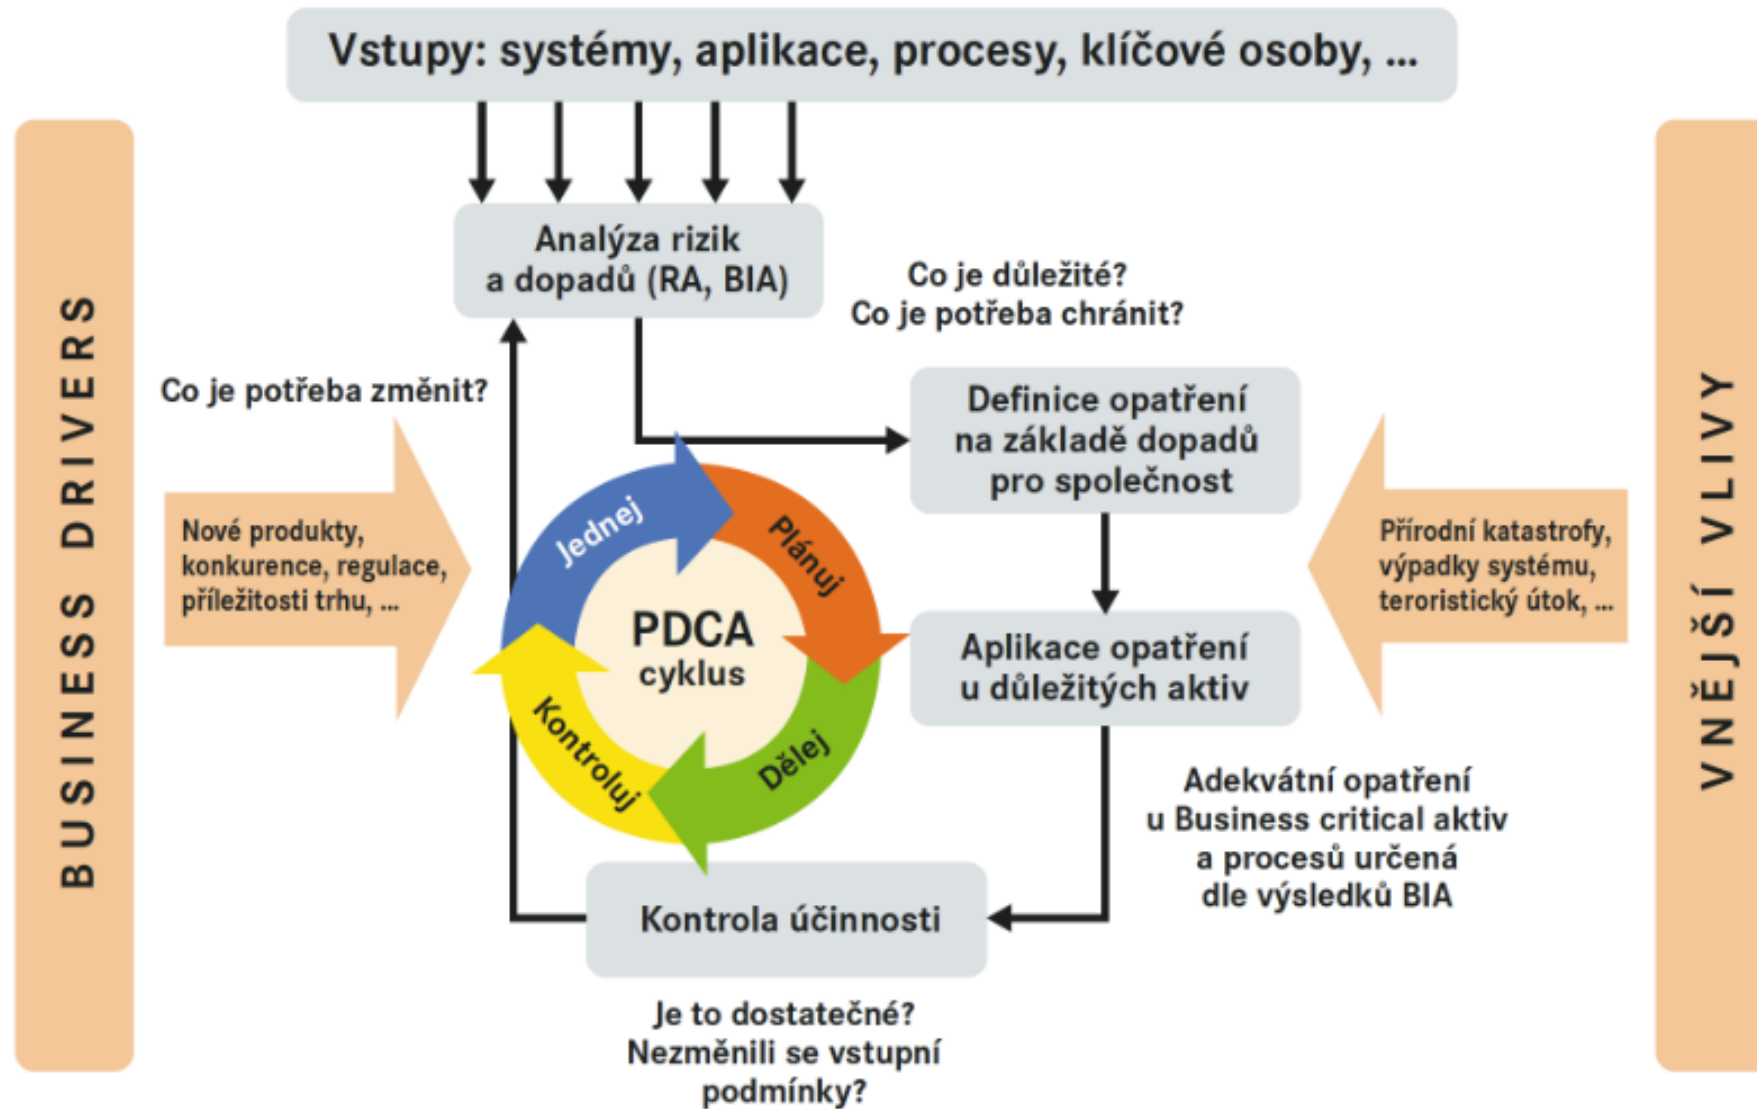 Vstupy: systémy, aplikace, procesy, klíčové osoby, ...
BUSINESS DRIVERS
Analýza rizik
a dopadů (RA, BIA)
Co je důležité?
Co je potřeba chránit?
Co je potřeba změnit?
Definice opatření
na základě dopadů
pro společnost
Nové produkty,
konkurence, regulace,
příležitosti trhu, ...
Jednej
Plánuj
PDCA
cyklus
Kontroluj
Dělej
Aplikace opatření
u důležitých aktiv
Přírodní katastrofy,
výpadky systému,
teroristický útok, ...
VNĚJŠÍ VLIVY
Adekvátní opatření
u Business critical aktiv
a procesů určená
dle výsledků BIA
Kontrola účinnosti
Je to dostatečné?
Nezměnili se vstupní
podmínky?